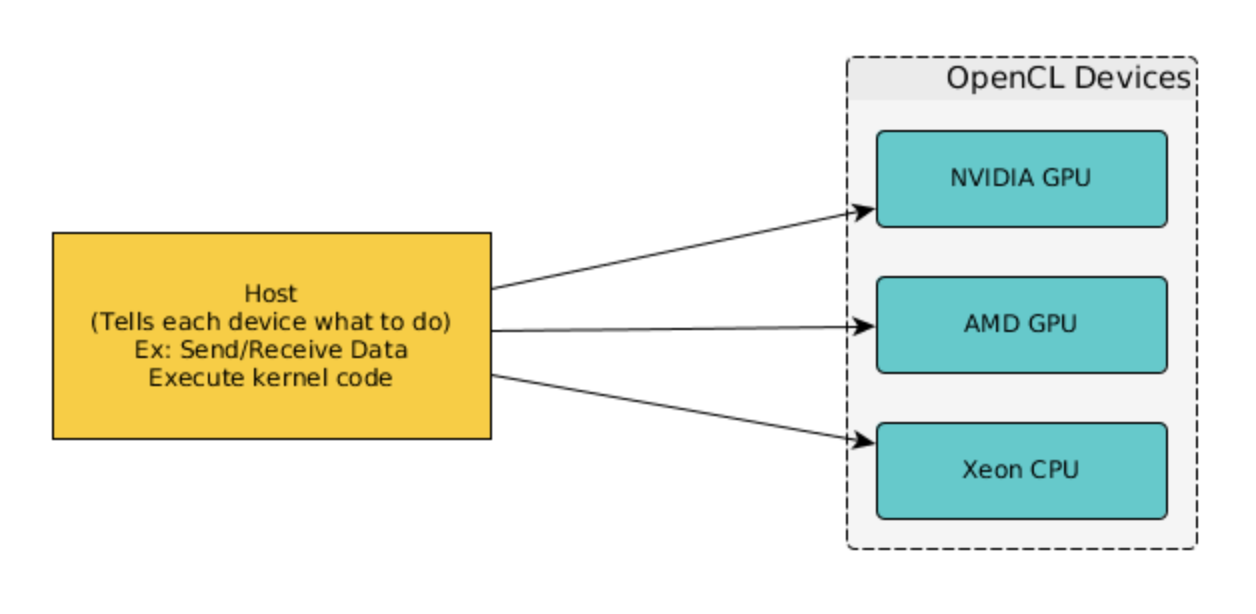 OpenCL Devices
NVIDIA GPU
Host
(Tells each device what to do)
Ex: Send/Receive Data
Execute kernel code
AMD GPU
Xeon CPU